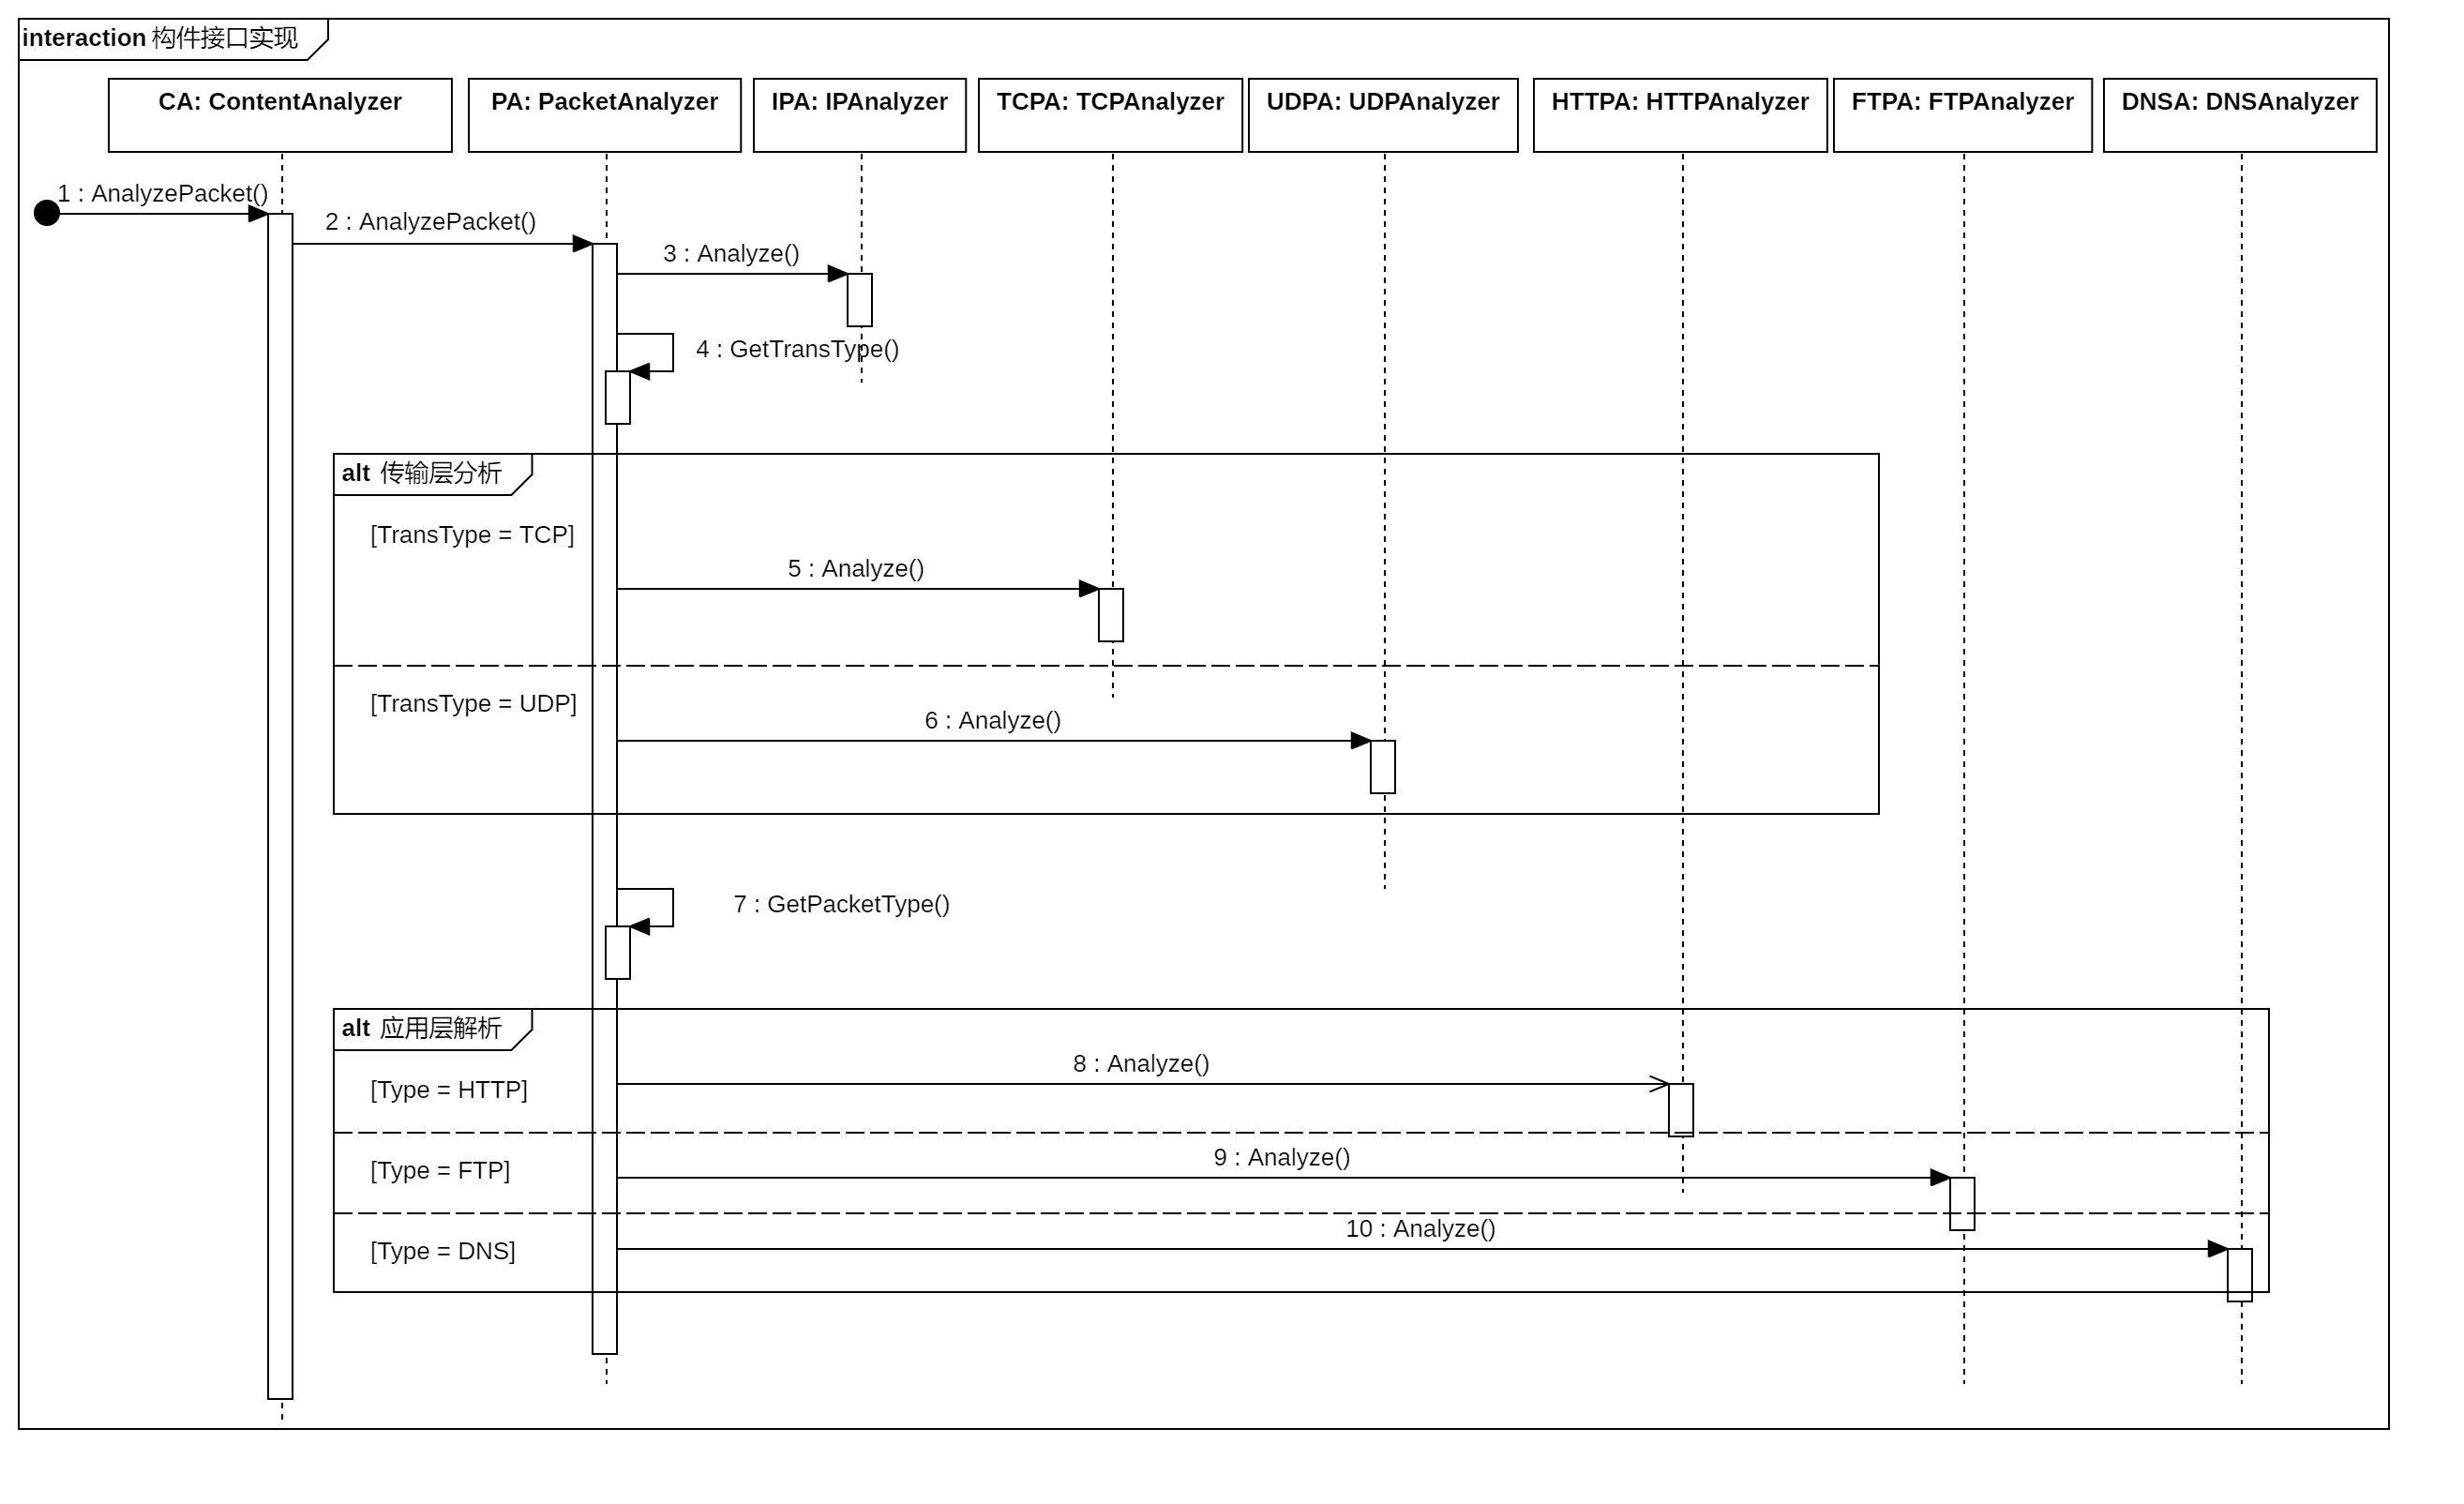 interaction 构件接口实现
CA: ContentAnalyzer
PA: PacketAnalyzer
IPA: IPAnalyzer
TCPA: TCPAnalyzer
UDPA: UDPAnalyzer
HTTPA: HTTPAnalyzer
FTPA: FTPAnalyzer
DNSA: DNSAnalyzer
1 : AnalyzePacket()
2 : AnalyzePacket()
3 : Analyze()
4 : GetTransType()
alt 传输层分析
[TransType = TCP]
5 : Analyze()
[TransType = UDP]
6 : Analyze()
7 : GetPacketType()
alt 应用层解析
8 : Analyze()
[Type = HTTP]
9 : Analyze()
[Type = FTP]
10 : Analyze()
[Type = DNS]